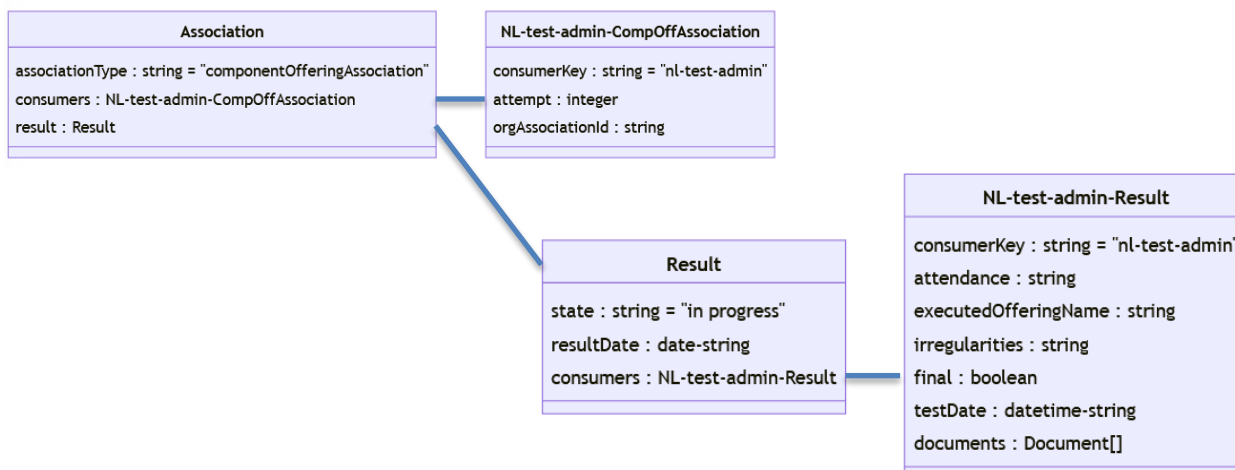 Association
associationType : string = "componentOfferingAssociation"
consumers : NL-test-admin-CompOffAssociation
result : Result
NL-test-admin-CompOffAssociation
consumerKey : string = "nl-test-admin"
attempt : integer
orgAssociationId : string
Result
state : string = "in progress"
resultDate : date-string
consumers : NL-test-admin-Result
NL-test-admin-Result
consumerKey : string = "nl-test-admin"
attendance : string
executedOfferingName : string
irregularities : string
final : boolean
testDate : datetime-string
documents : Document[]